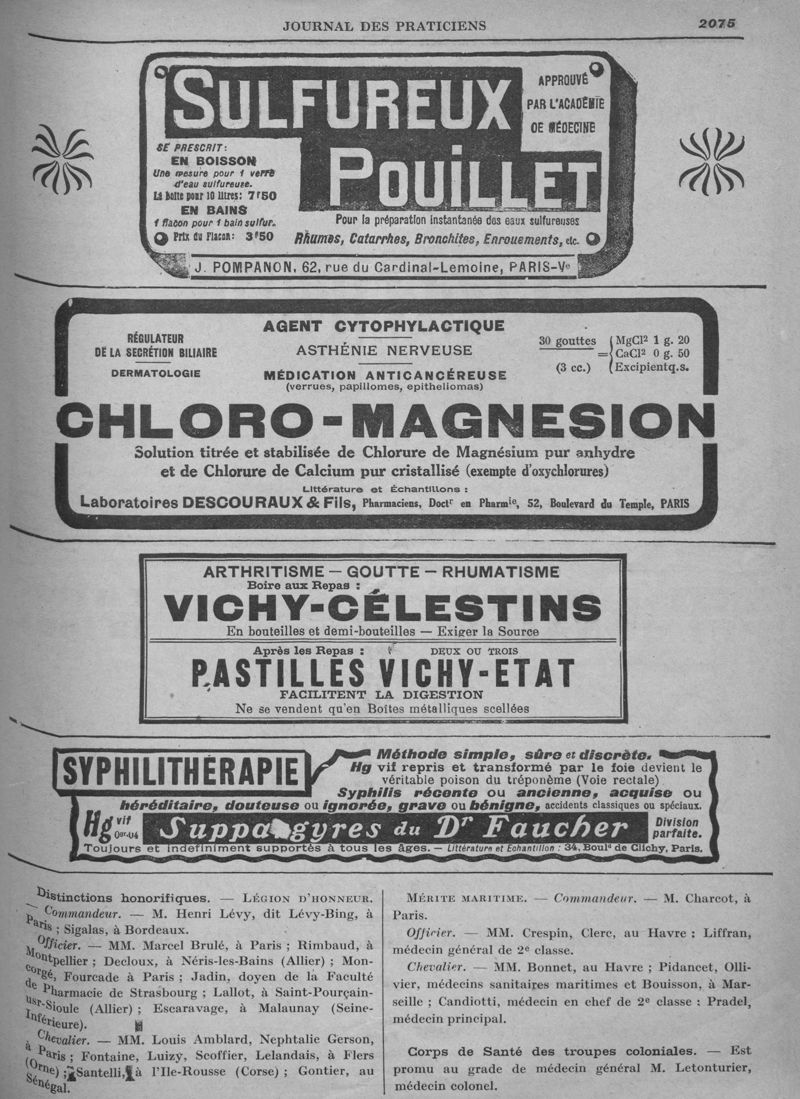 JOURNAL DES PRATICIENS
2075
SULFUREUX
POUILLET
APPROUVÉ
PAR L'ACADÉMIE
DE MÉDECINE
SE PRESCRIT :
EN BOISSON
Une mesure pour 1 verre
d'eau sulfureuse.
La boîte pour 10 litres : 7f50
EN BAINS
1 flacon pour 1 bain sulfur.
Prix du Flacon : 3f50
Pour la préparation instantanée des eaux sulfureuses
Rhumes, Catarrhes, Bronchites, Enrouements, etc.
J. POMPANON, 62, rue du Cardinal-Lemoine, PARIS-Ve
RÉGULATEUR
DE LA SECRÉTION BILIAIRE
DERMATOLOGIE
AGENT CYTOPHYLACTIQUE
ASTHÉNIE NERVEUSE
MÉDICATION ANTICANCÉREUSE
(verrues, papillomes, epitheliomas)
30 gouttes
(3 cc.)
=
MgCl² 1 g. 20
CaCl² 0 g. 50
Excipient q.s.
CHLORO-MAGNESION
Solution titrée et stabilisée de Chlorure de Magnésium pur anhydre
et de Chlorure de Calcium pur cristallisé (exempte d'oxychlorures)
Littérature et Échantillons :
Laboratoires DESCOURAUX & Fils, Pharmaciens, Doctr en Pharmie, 52, Boulevard du Temple, PARIS
ARTHRITISME — GOUTTE — RHUMATISME
Boire aux Repas :
VICHY-CÉLESTINS
En bouteilles et demi-bouteilles — Exiger la Source
Après les Repas : DEUX OU TROIS
PASTILLES VICHY-ETAT
FACILITENT LA DIGESTION
Ne se vendent qu'en Boîtes métalliques scellées
SYPHILITHÉRAPIE
Méthode simple, sûre et discrète.
Hg vif repris et transformé par le foie devient le
véritable poison du tréponème (Voie rectale)
Syphilis récente ou ancienne, acquise ou
héréditaire, douteuse ou ignorée, grave ou bénigne, accidents classiques ou spéciaux.
Hg vif
0gr.04
Suppargyres du Dr Faucher
Division
parfaite.
Toujours et indéfiniment supportés à tous les âges. — Littérature et Echantillon : 34, Bould de Clichy, Paris.
Distinctions honorifiques. — LÉGION D'HONNEUR.
— Commandeur. — M. Henri Lévy, dit Lévy-Bing, à
Paris ; Sigalas, à Bordeaux.
Officier. — MM. Marcel Brulé, à Paris ; Rimbaud, à
Montpellier ; Decloux, à Néris-les-Bains (Allier) ; Mon-
corgé, Fourcade à Paris ; Jadin, doyen de la Faculté
de Pharmacie de Strasbourg ; Lallot, à Saint-Pourçain-
usr-Sioule (Allier) ; Escaravage, à Malaunay (Seine-
Inférieure).
Chevalier. — MM. Louis Amblard, Nephtalie Gerson,
à Paris ; Fontaine, Luizy, Scoffier, Lelandais, à Flers
(Orne) ; Santelli, à l'Ile-Rousse (Corse) ; Gontier, au
Sénégal.
MÉRITE MARITIME. — Commandeur. — M. Charcot, à
Paris.
Officier. — MM. Crespin, Clerc, au Havre : Liffran,
médecin général de 2e classe.
Chevalier. — MM. Bonnet, au Havre ; Pidancet, Olli-
vier, médecins sanitaires maritimes et Bouisson, à Mar-
seille ; Candiotti, médecin en chef de 2e classe : Pradel,
médecin principal.
Corps de Santé des troupes coloniales. — Est
promu au grade de médecin général M. Letonturier,
médecin colonel.